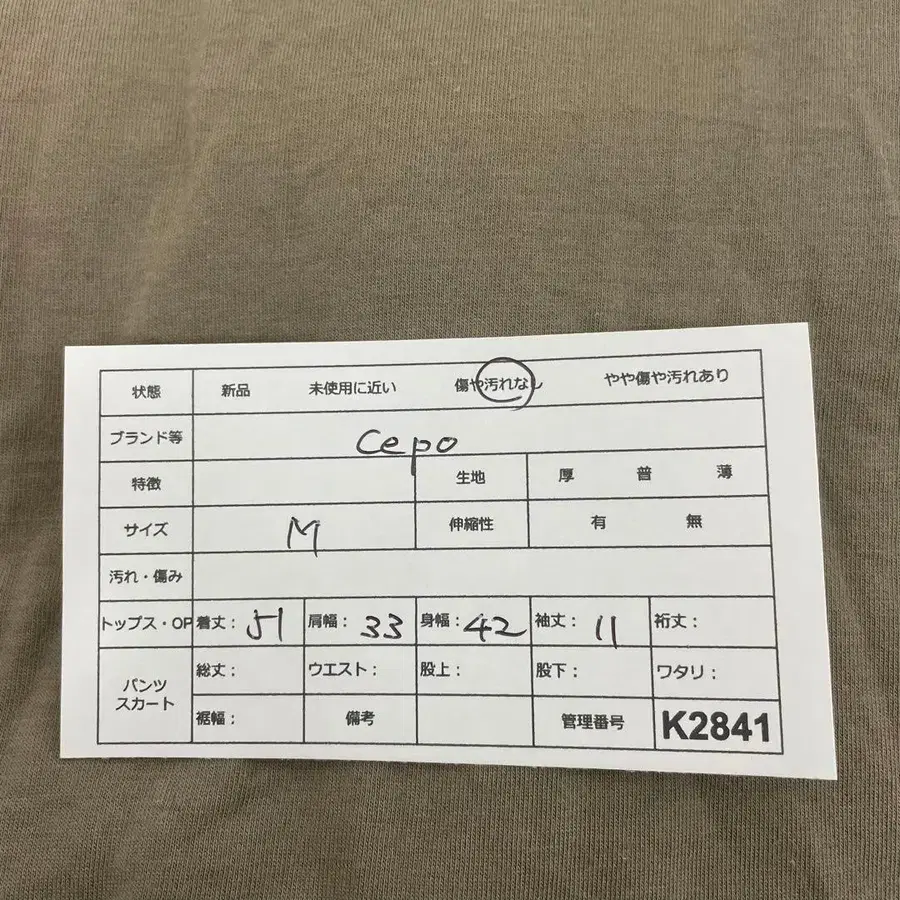 状態 新品 未使用に近い 傷や汚れなし やや傷や汚れあり
ブランド等 cepo
特徴 生地 厚 普 薄
サイズ M 伸縮性 有 無
汚れ・傷み
トップス・OP 着丈： 51 肩幅： 33 身幅： 42 袖丈： 11 裄丈：
パンツ スカート 総丈： ウエスト： 股上： 股下： ワタリ：
裾幅： 備考 管理番号 K2841